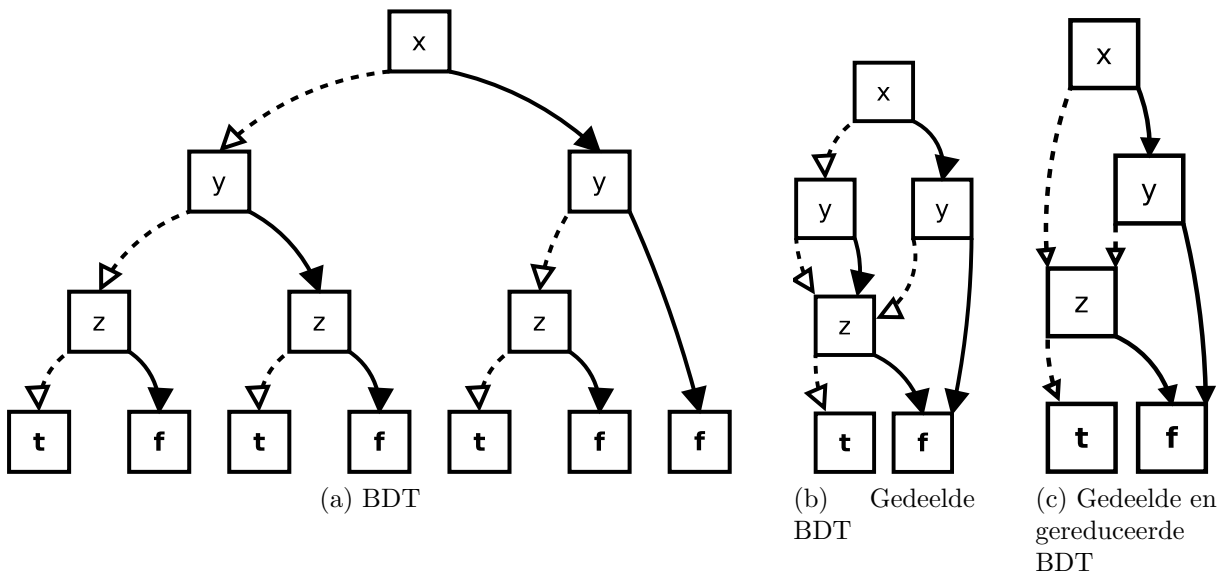 x
y
y
z
z
z
t
f
t
f
t
f
f
(a) BDT
x
y
y
z
t
f
(b) Gedeelde
BDT
x
y
z
t
f
(c) Gedeelde en
gereduceerde
BDT